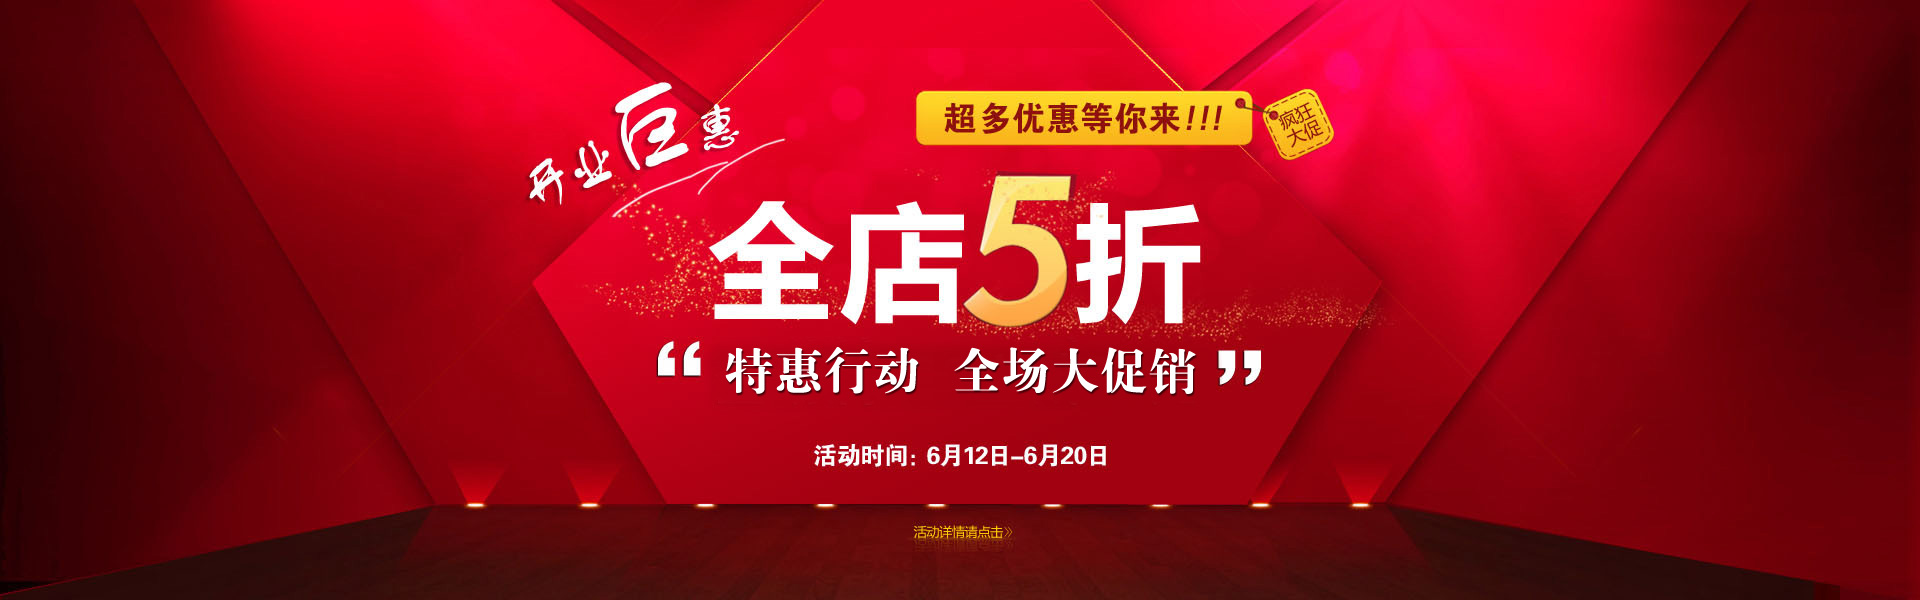 开业巨惠
超多优惠等你来!!!
疯狂
大促
全店5折
“ 特惠行动 全场大促销 ”
活动时间：6月12日-6月20日
活动详情请点击》